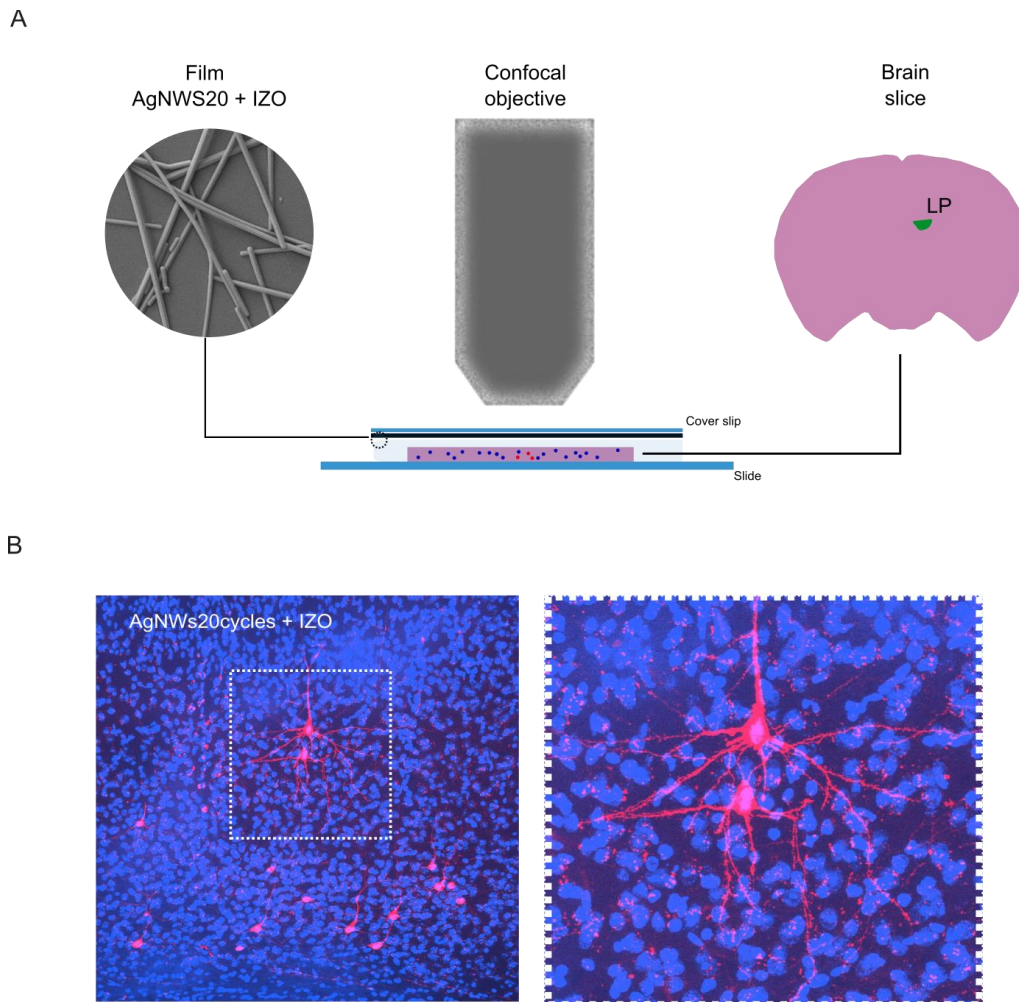 A
Film
AgNWS20 + IZO
Confocal
objective
Brain
slice
LP
Cover slip
Slide
B
AgNWs20cycles + IZO